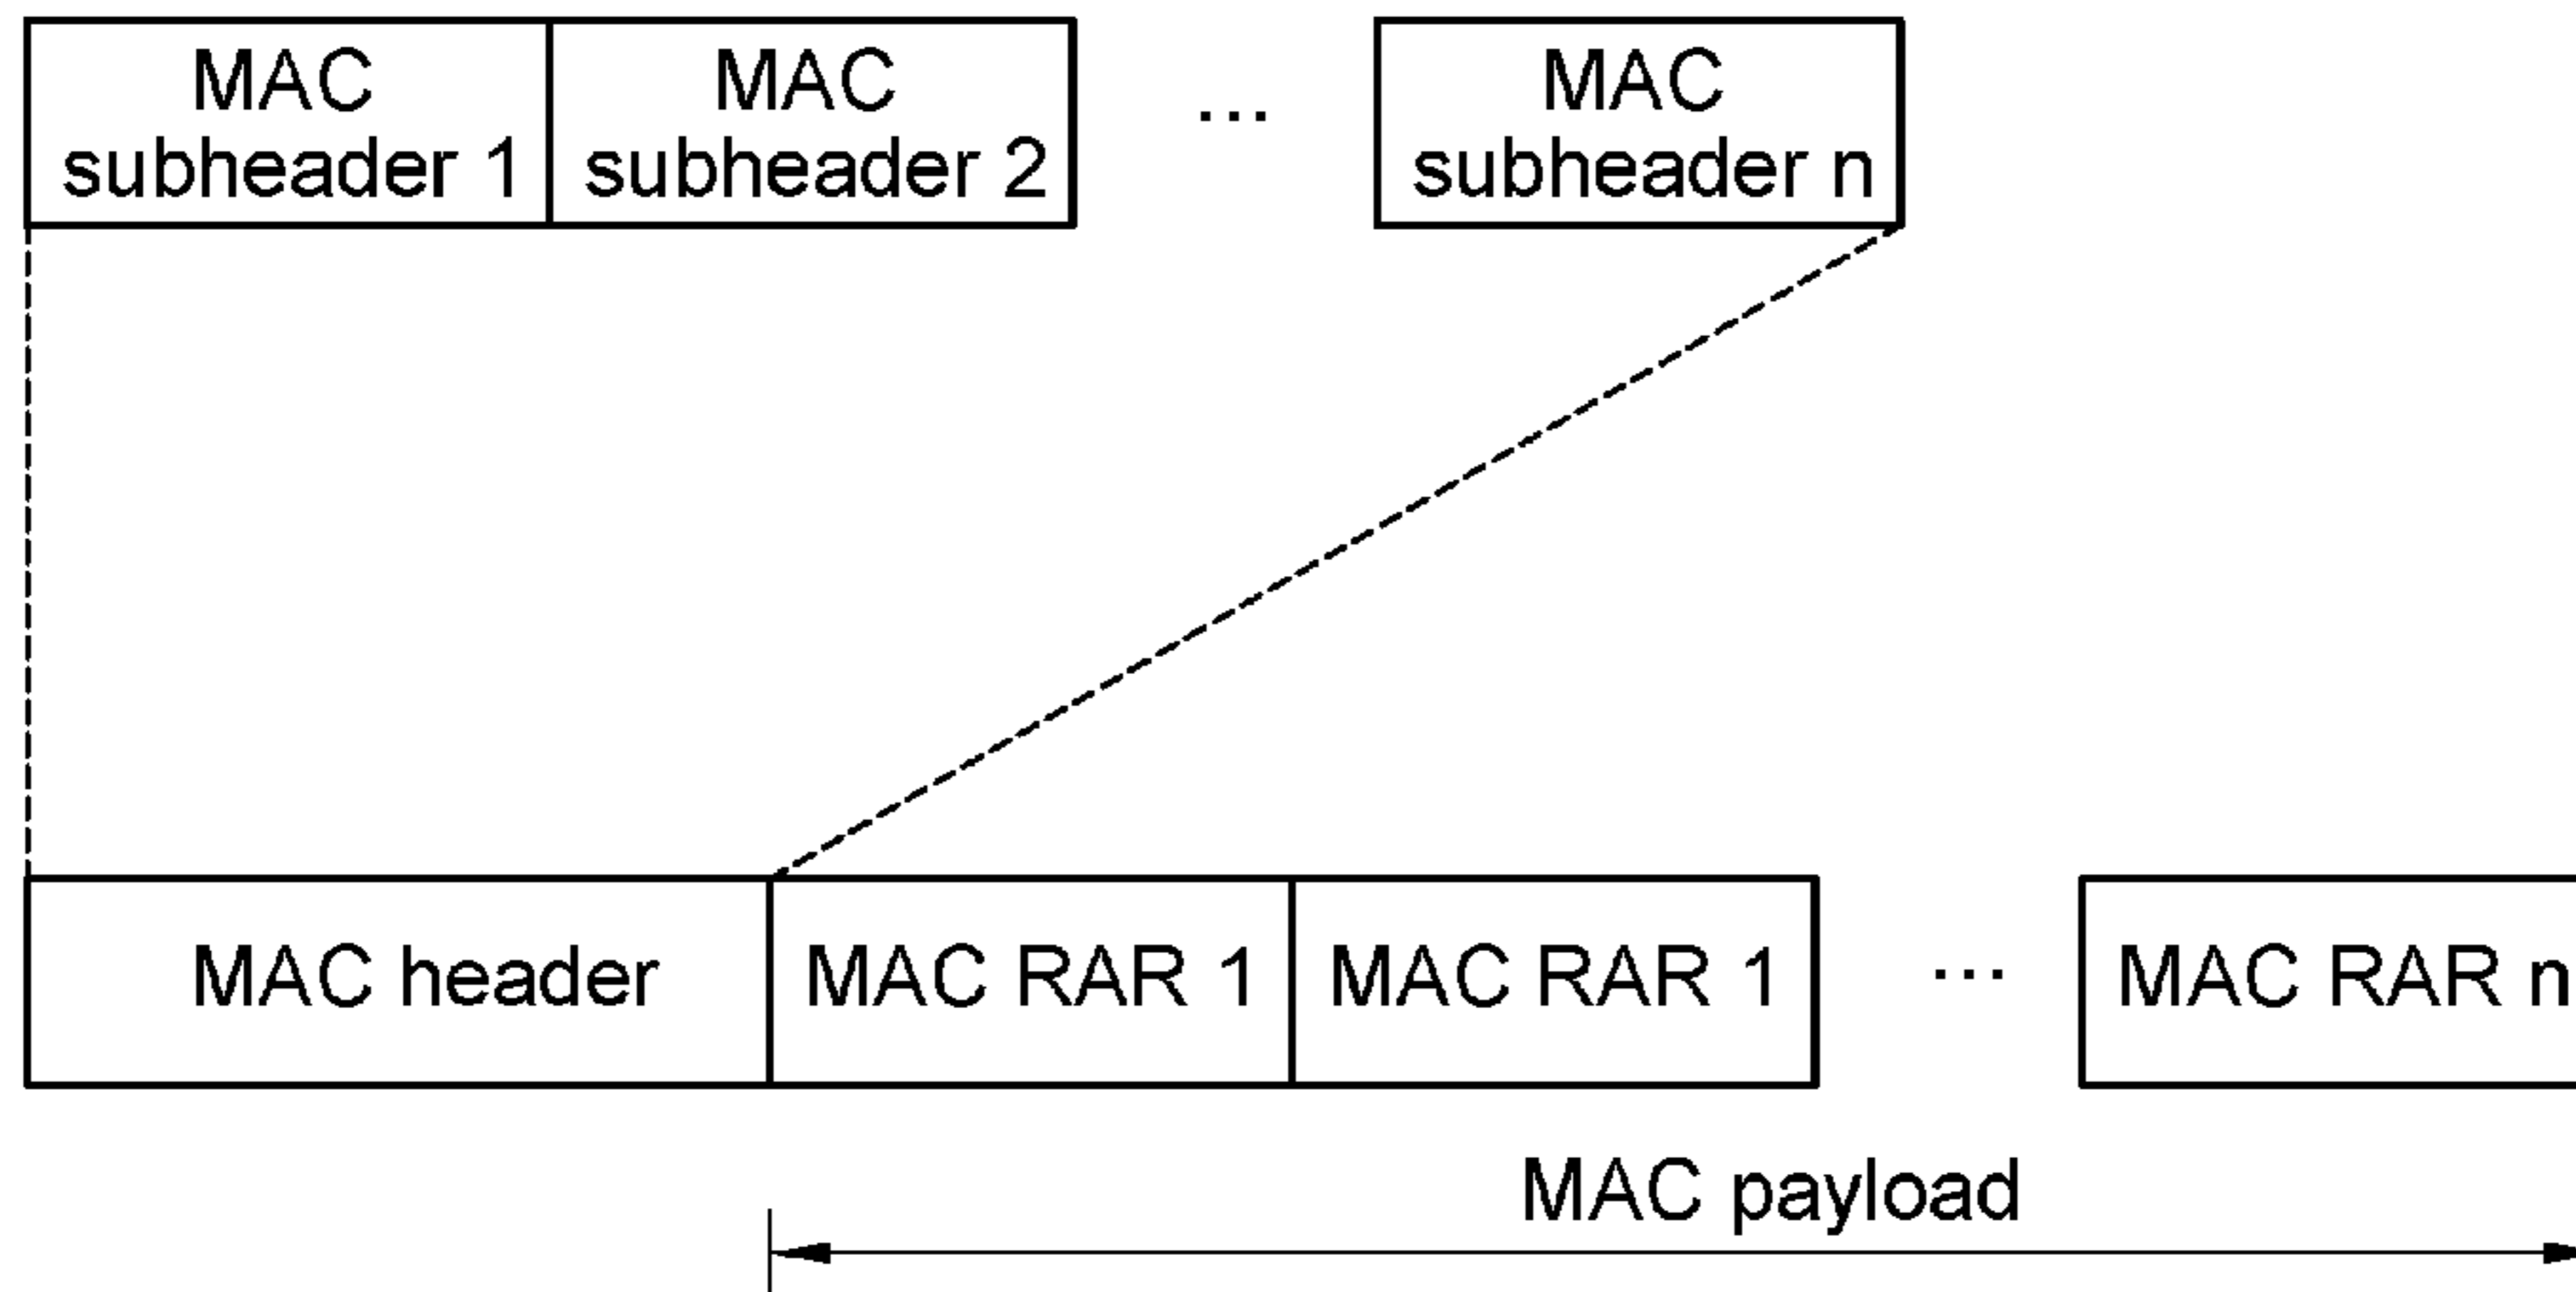 MAC
subheader 1
MAC
subheader 2
...
MAC
subheader n
MAC header
MAC RAR 1
MAC RAR 1
...
MAC RAR n
MAC payload